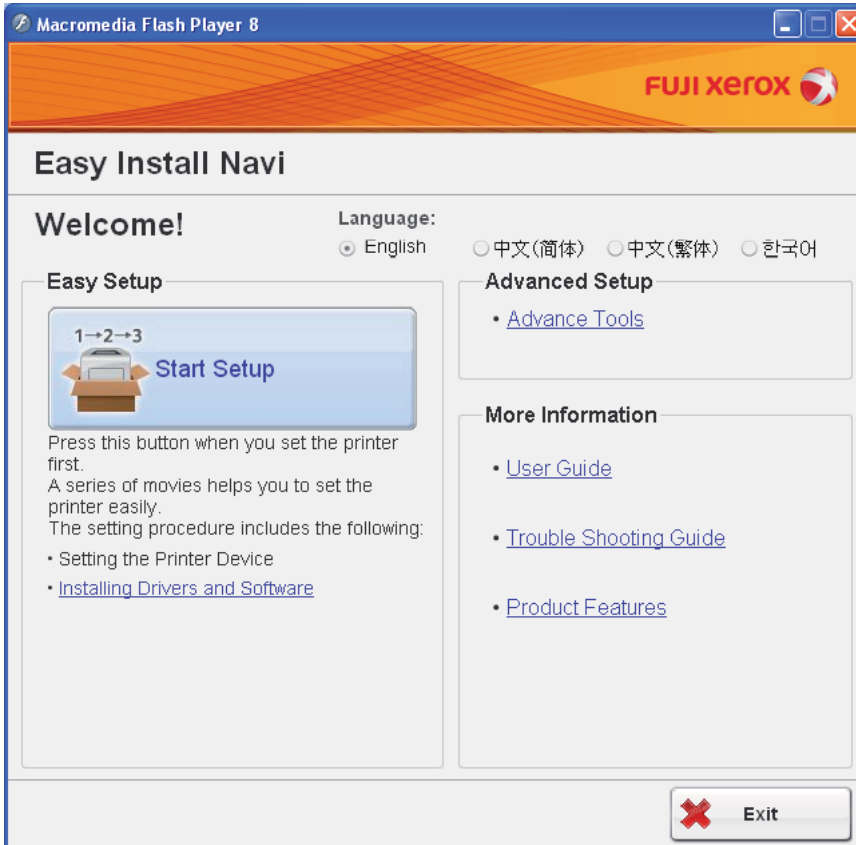 Macromedia Flash Player 8
FUJI XEROX
Easy Install Navi
Welcome!
Language:
English
中文(简体)
中文(繁体)
한국어
Easy Setup
1→2→3
Start Setup
Press this button when you set the printer
first.
A series of movies helps you to set the
printer easily.
The setting procedure includes the following:
• Setting the Printer Device
• Installing Drivers and Software
Advanced Setup
• Advance Tools
More Information
• User Guide
• Trouble Shooting Guide
• Product Features
Exit